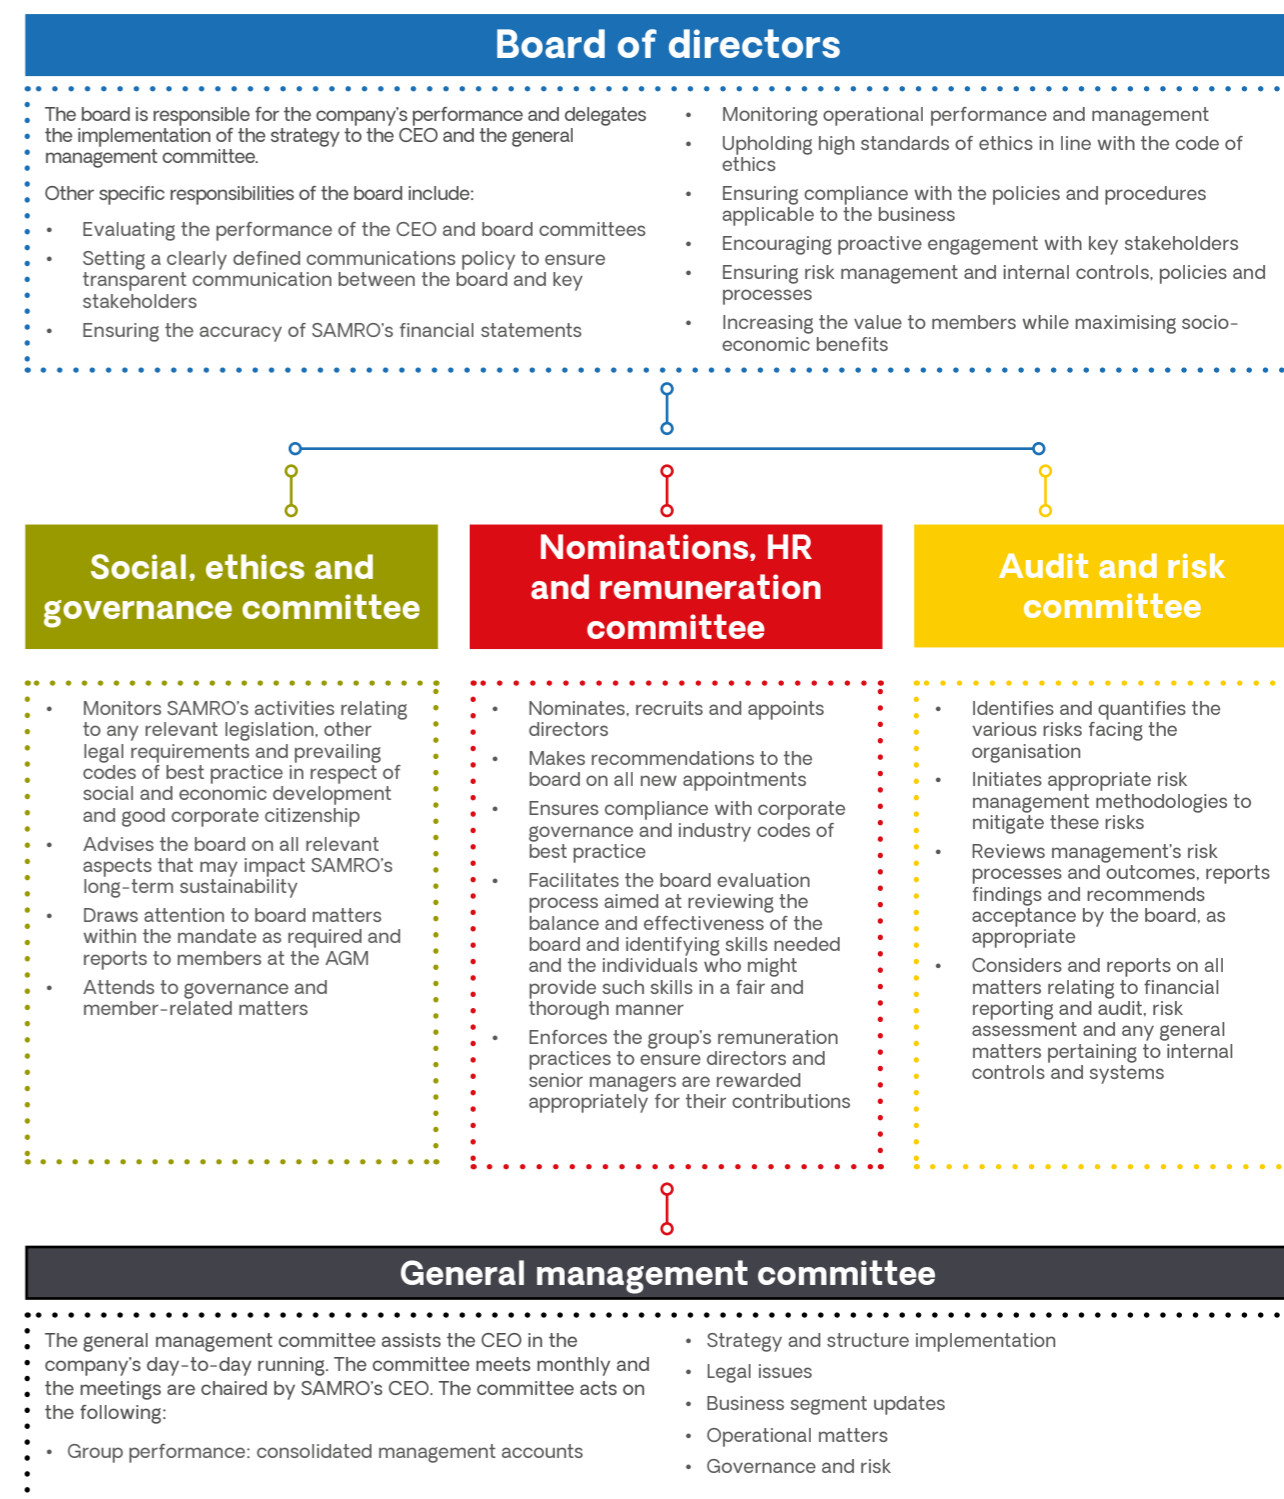 Board of directors
The board is responsible for the company's performance and delegates
the implementation of the strategy to the CEO and the general
management committee.
Other specific responsibilities of the board include:
• Evaluating the performance of the CEO and board committees
• Setting a clearly defined communications policy to ensure
transparent communication between the board and key
stakeholders
• Ensuring the accuracy of SAMRO's financial statements
• Monitoring operational performance and management
• Upholding high standards of ethics in line with the code of
ethics
• Ensuring compliance with the policies and procedures
applicable to the business
• Encouraging proactive engagement with key stakeholders
• Ensuring risk management and internal controls, policies and
processes
• Increasing the value to members while maximising socio-
economic benefits
Social, ethics and
governance committee
• Monitors SAMRO's activities relating
to any relevant legislation, other
legal requirements and prevailing
codes of best practice in respect of
social and economic development
and good corporate citizenship
• Advises the board on all relevant
aspects that may impact SAMRO's
long-term sustainability
• Draws attention to board matters
within the mandate as required and
reports to members at the AGM
• Attends to governance and
member-related matters
Nominations, HR
and remuneration
committee
• Nominates, recruits and appoints
directors
• Makes recommendations to the
board on all new appointments
• Ensures compliance with corporate
governance and industry codes of
best practice
• Facilitates the board evaluation
process aimed at reviewing the
balance and effectiveness of the
board and identifying skills needed
and the individuals who might
provide such skills in a fair and
thorough manner
• Enforces the group's remuneration
practices to ensure directors and
senior managers are rewarded
appropriately for their contributions
Audit and risk
committee
• Identifies and quantifies the
various risks facing the
organisation
• Initiates appropriate risk
management methodologies to
mitigate these risks
• Reviews management's risk
processes and outcomes, reports
findings and recommends
acceptance by the board, as
appropriate
• Considers and reports on all
matters relating to financial
reporting and audit, risk
assessment and any general
matters pertaining to internal
controls and systems
General management committee
The general management committee assists the CEO in the
company's day-to-day running. The committee meets monthly and
the meetings are chaired by SAMRO's CEO. The committee acts on
the following:
• Group performance: consolidated management accounts
• Strategy and structure implementation
• Legal issues
• Business segment updates
• Operational matters
• Governance and risk